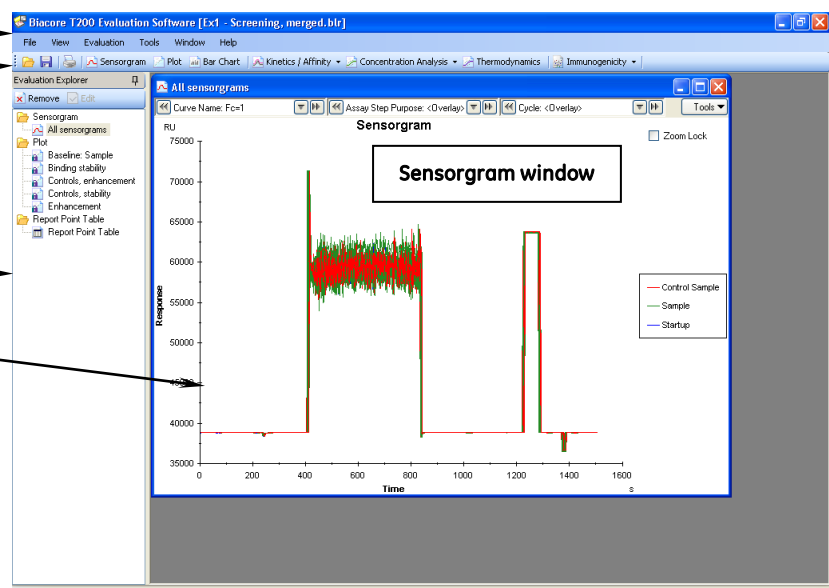 Biacore T200 Evaluation Software [Ex1 - Screening, merged.blr]
File View Evaluation Tools Window Help
Sensorgram Plot Bar Chart Kinetics / Affinity Concentration Analysis Thermodynamics Immunogenicity
Evaluation Explorer
Remove Edit
Sensorgram
All sensorgrams
Plot
Baseline: Sample
Binding stability
Controls, enhancement
Controls, stability
Enhancement
Report Point Table
Report Point Table
All sensorgrams
Curve Name: Fc=1 Assay Step Purpose: <Overlay> Cycle: <Overlay> Tools
Sensorgram
Zoom Lock
RU
Sensorgram window
75000
70000
65000
60000
55000
50000
45000
40000
35000
Response
0 200 400 600 800 1000 1200 1400 1600
Time
s
Control Sample
Sample
Startup